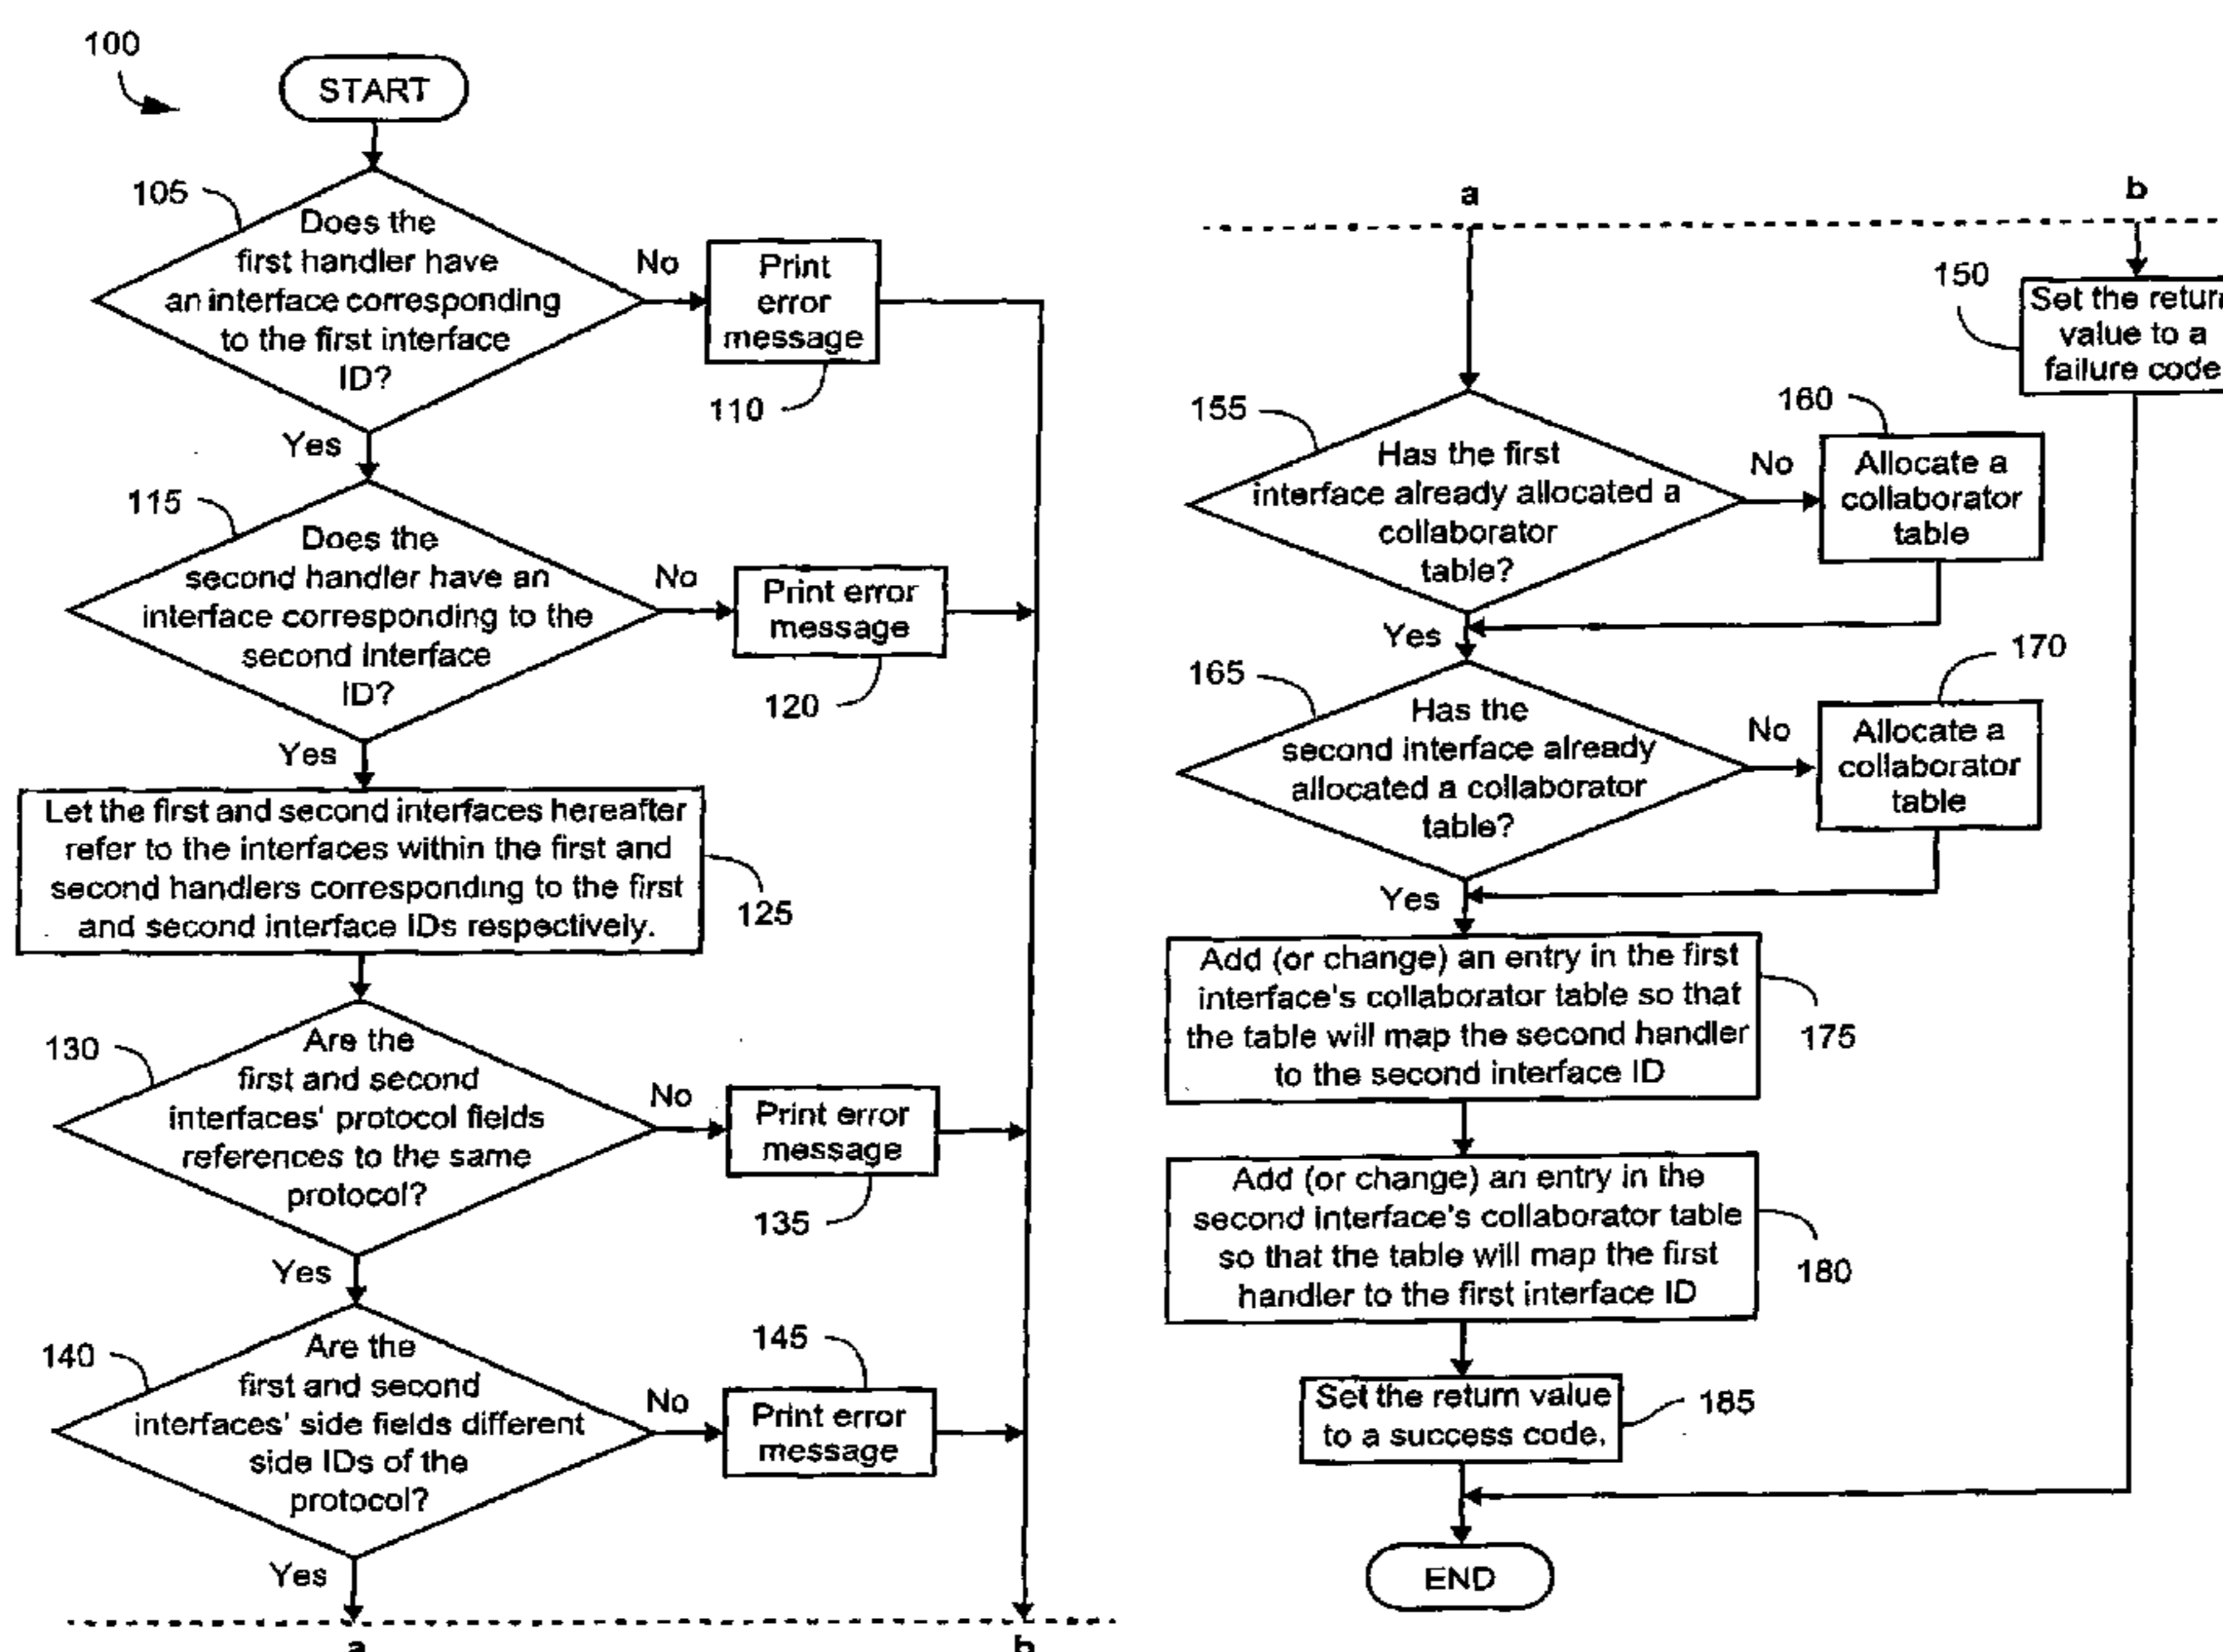 100
START
105
Does the
first handler have
an interface corresponding
to the first interface
ID?
No
Print
error
message
110
Yes
115
Does the
second handler have an
interface corresponding to the
second interface
ID?
No
Print error
message
120
Yes
Let the first and second interfaces hereafter
refer to the interfaces within the first and
second handlers corresponding to the first
and second interface IDs respectively.
125
130
Are the
first and second
interfaces' protocol fields
references to the same
protocol?
No
Print error
message
135
Yes
140
Are the
first and second
interfaces' side fields different
side IDs of the
protocol?
No
145
Print error
message
Yes
a
b
a
b
150
Set the return
value to a
failure code
155
Has the first
interface already allocated a
collaborator
table?
No
160
Allocate a
collaborator
table
Yes
165
Has the
second interface already
allocated a collaborator
table?
No
170
Allocate a
collaborator
table
Yes
Add (or change) an entry in the first
interface's collaborator table so that
the table will map the second handler
to the second interface ID
175
Add (or change) an entry in the
second interface's collaborator table
so that the table will map the first
handler to the first interface ID
180
Set the return value
to a success code.
185
END